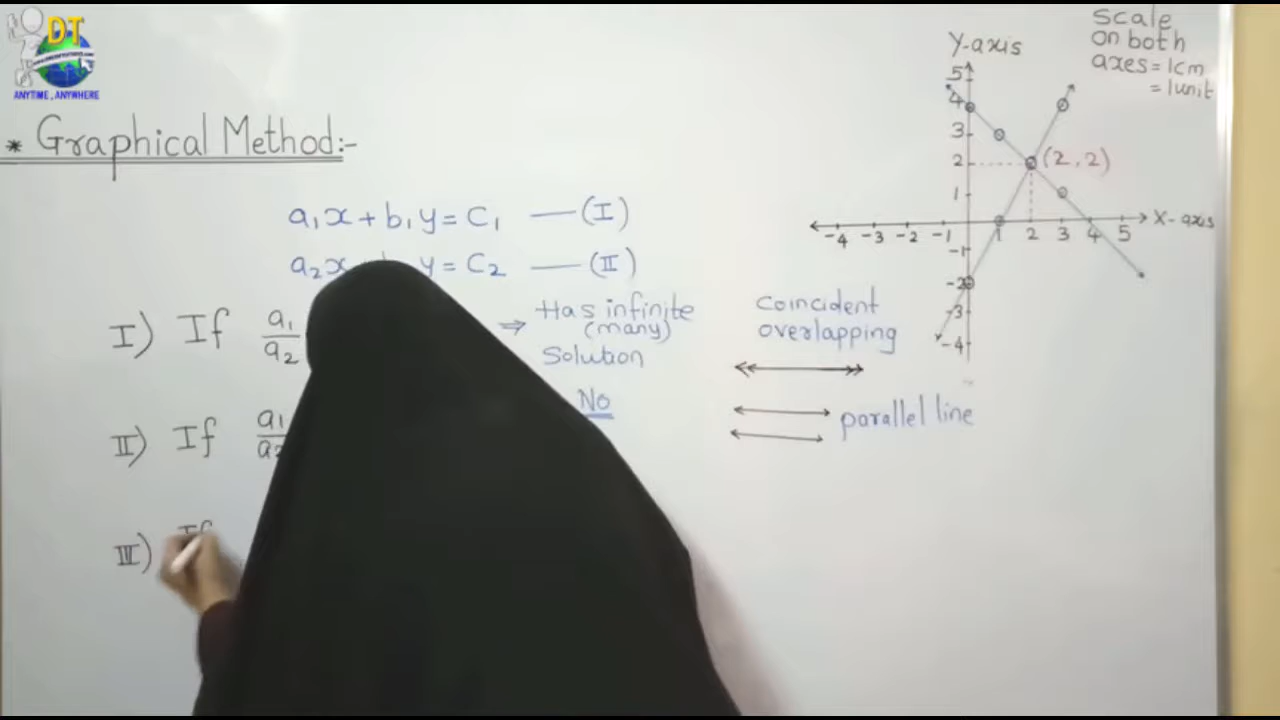 DT
ANYTIME, ANYWHERE
* Graphical Method:-
a₁x + b₁y = C₁ — (I)
a₂x y = C₂ — (II)
I) If a₁/a₂ ⇒ Has infinite
(many)
Solution
Coincident
overlapping
II) If a₁/a₂ No
parallel line
III) If
Scale
on both
axes = 1cm
= 1unit
Y-axis
5
4
3
2
1
-1
-2
-3
-4
(2,2)
-4 -3 -2 -1 1 2 3 4 5 X-axis